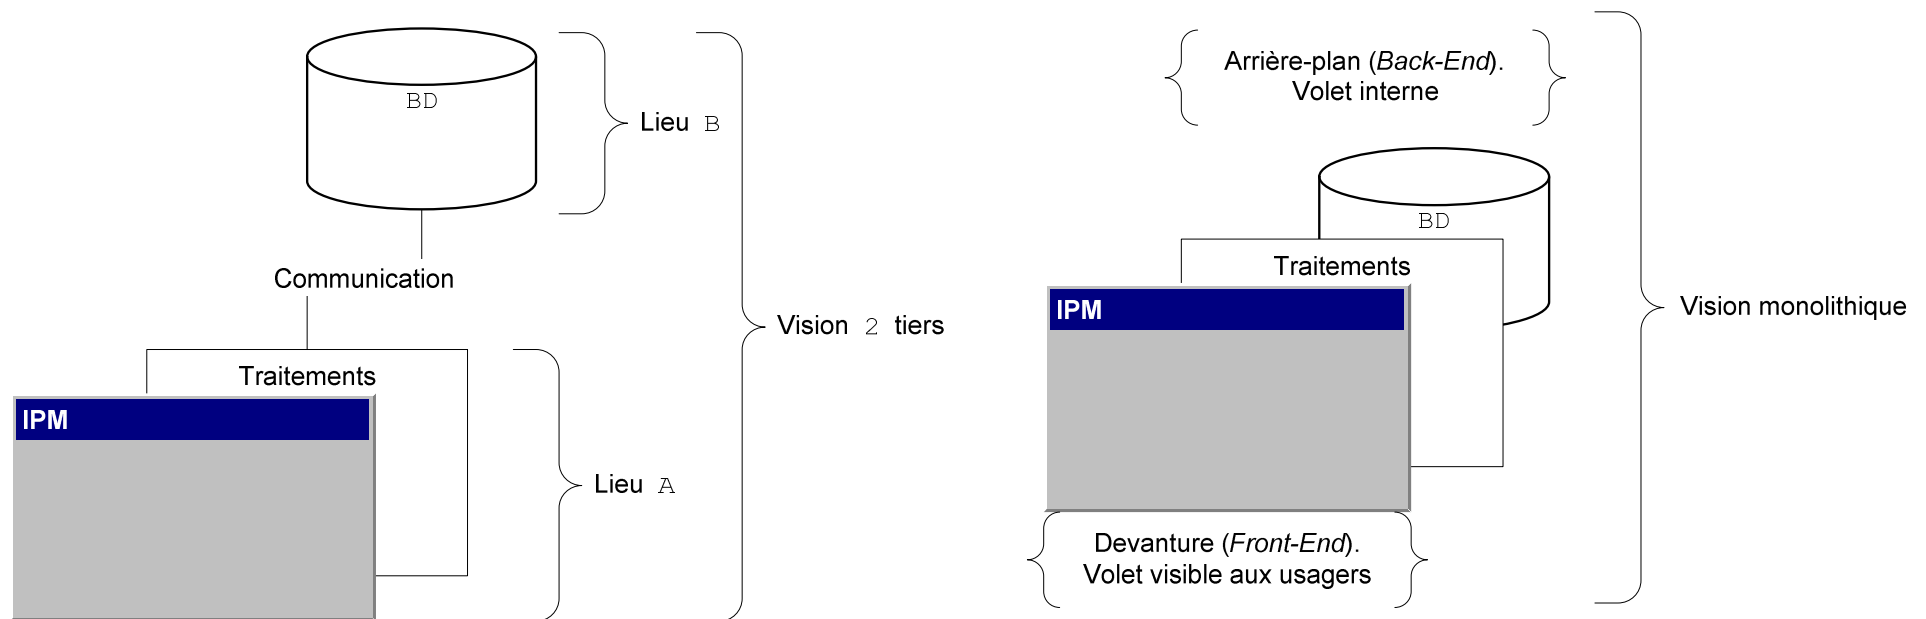 BD
Lieu B
Communication
Traitements
IPM
Lieu A
Vision 2 tiers
Arrière-plan (Back-End).
Volet interne
BD
Traitements
IPM
Devanture (Front-End).
Volet visible aux usagers
Vision monolithique